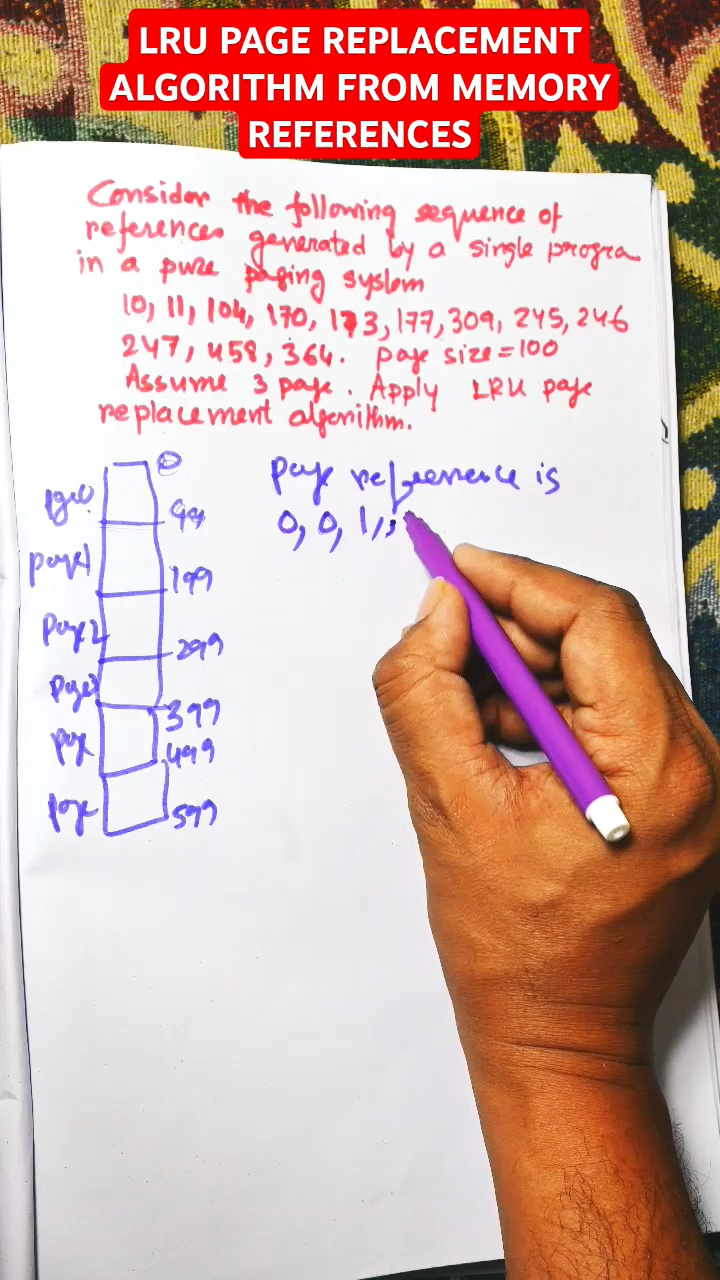 LRU PAGE REPLACEMENT
ALGORITHM FROM MEMORY
REFERENCES
Consider the following sequence of
references generated by a single progra
in a pure paging system
10, 11, 104, 170, 173, 177, 309, 245, 246
247, 458, 364. page size=100
Assume 3 page. Apply LRU page
replacement algorithm.
0
99
page1
199
page2
299
399
499
page
599
page reference is
0, 0, 1,